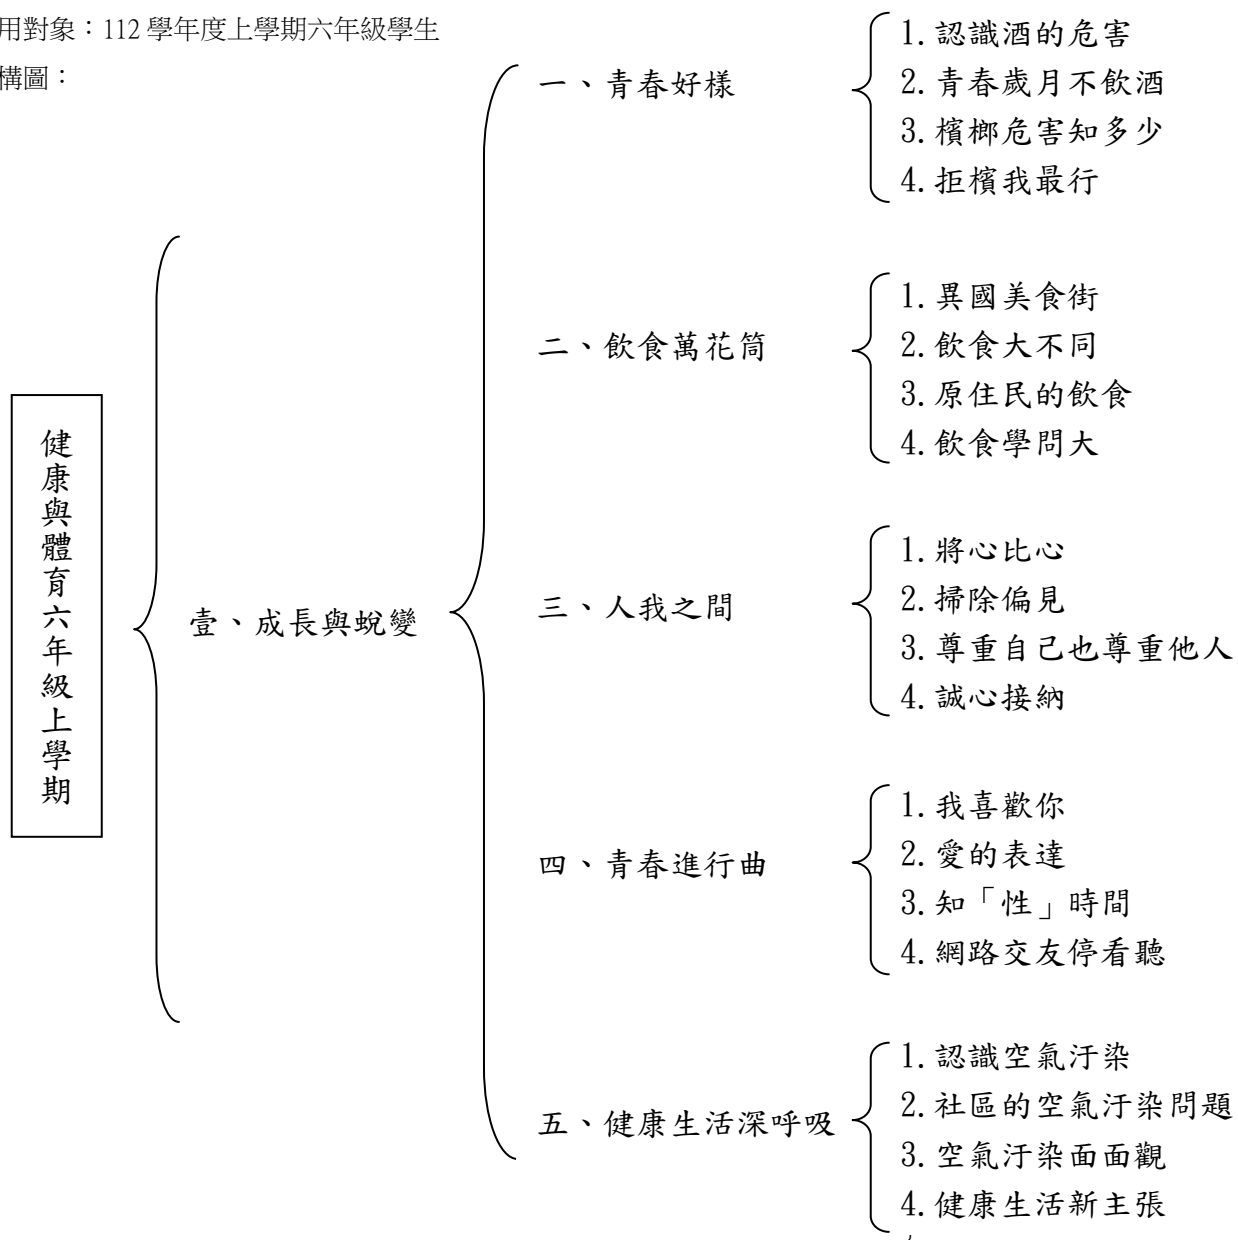 用對象：112 學年度上學期六年級學生
構圖：
健康與體育六年級上學期
壹、成長與蛻變
一、青春好樣
1.認識酒的危害
2.青春歲月不飲酒
3.檳榔危害知多少
4.拒檳我最行
二、飲食萬花筒
1.異國美食街
2.飲食大不同
3.原住民的飲食
4.飲食學問大
三、人我之間
1.將心比心
2.掃除偏見
3.尊重自己也尊重他人
4.誠心接納
四、青春進行曲
1.我喜歡你
2.愛的表達
3.知「性」時間
4.網路交友停看聽
五、健康生活深呼吸
1.認識空氣汙染
2.社區的空氣汙染問題
3.空氣汙染面面觀
4.健康生活新主張